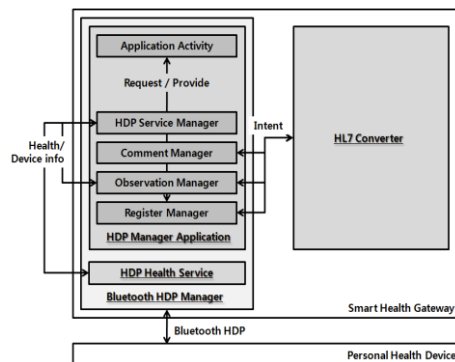 Application Activity
Request / Provide
HDP Service Manager
Health/
Device info
Intent
Comment Manager
HL7 Converter
Observation Manager
Register Manager
HDP Manager Application
HDP Health Service
Bluetooth HDP Manager
Smart Health Gateway
Bluetooth HDP
Personal Health Device